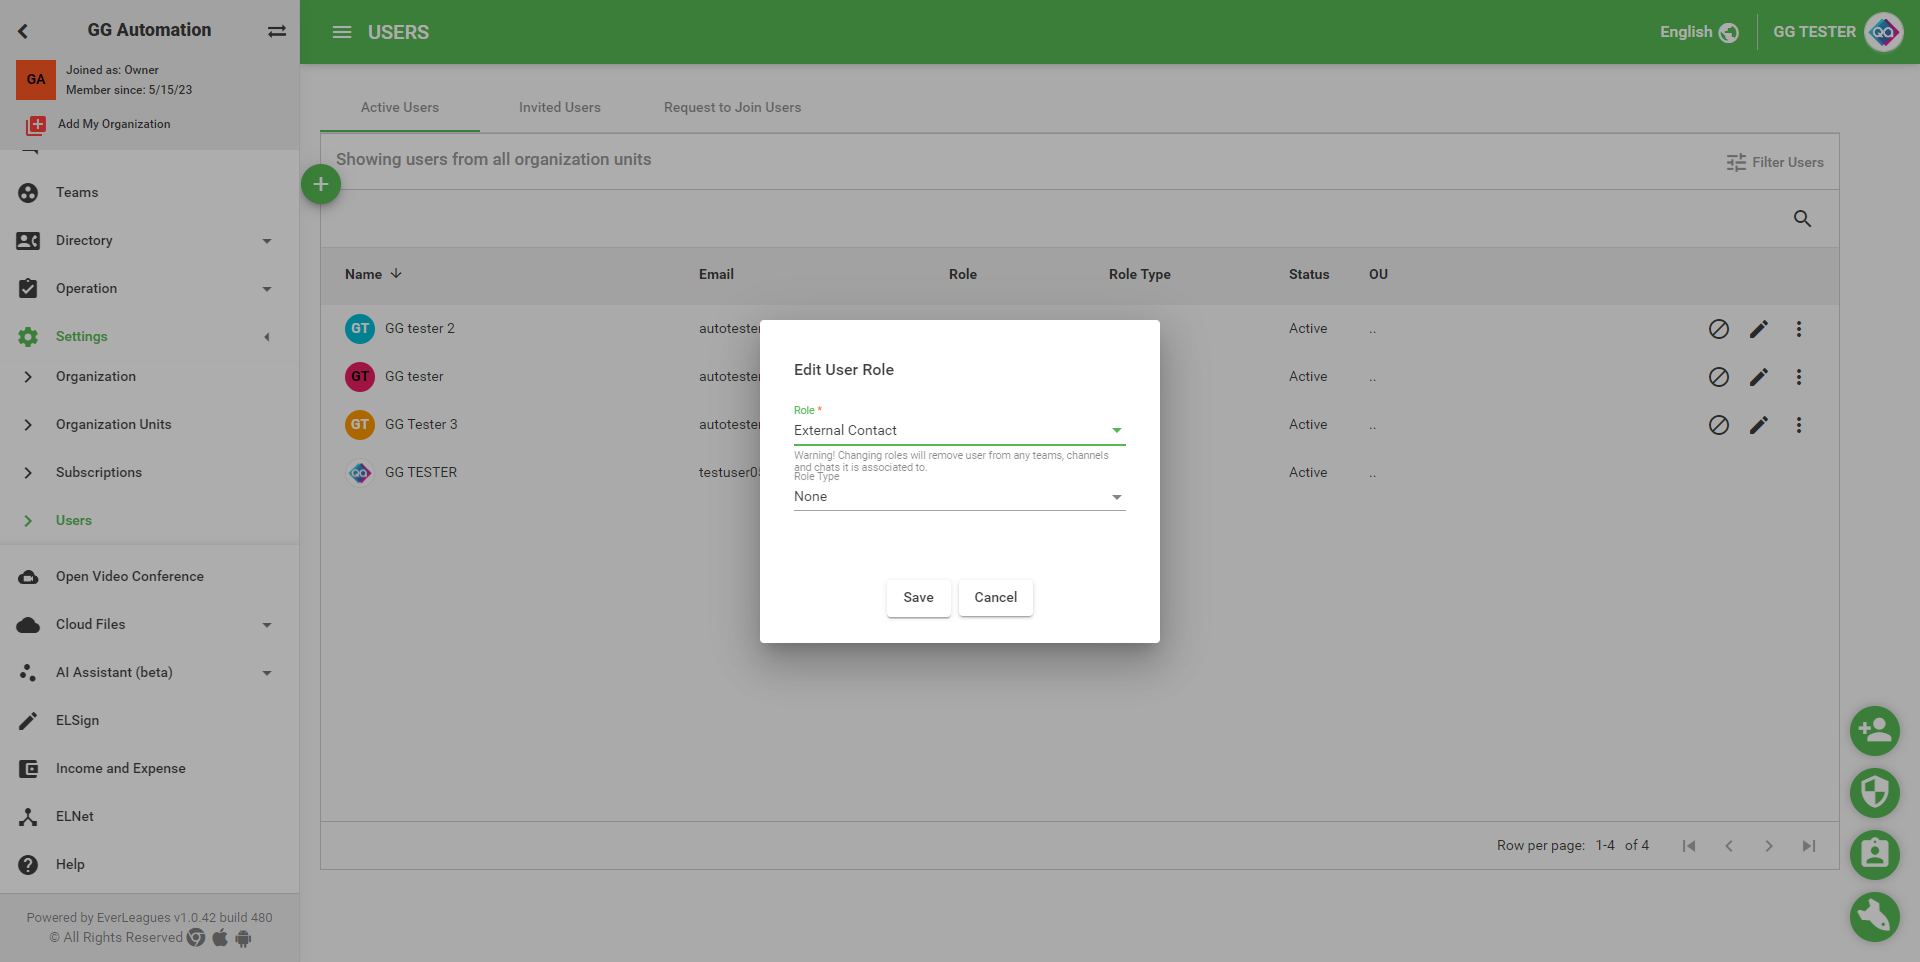 GG Automation
GA
Joined as: Owner
Member since: 5/15/23
Add My Organization
Teams
Directory
Operation
Settings
Organization
Organization Units
Subscriptions
Users
Open Video Conference
Cloud Files
AI Assistant (beta)
ELSign
Income and Expense
ELNet
Help
Powered by EverLeagues v1.0.42 build 480
© All Rights Reserved
USERS
English
GG TESTER
QA
Active Users
Invited Users
Request to Join Users
Showing users from all organization units
Filter Users
Name
Email
Role
Role Type
Status
OU
GT
GG tester 2
autotester
Active
..
GT
GG tester
autotester
Active
..
GT
GG Tester 3
autotester
Active
..
QA
GG TESTER
testuser0
Active
..
Edit User Role
Role *
External Contact
Warning! Changing roles will remove user from any teams, channels
and chats it is associated to.
Role Type
None
Save
Cancel
Row per page:
1-4
of 4